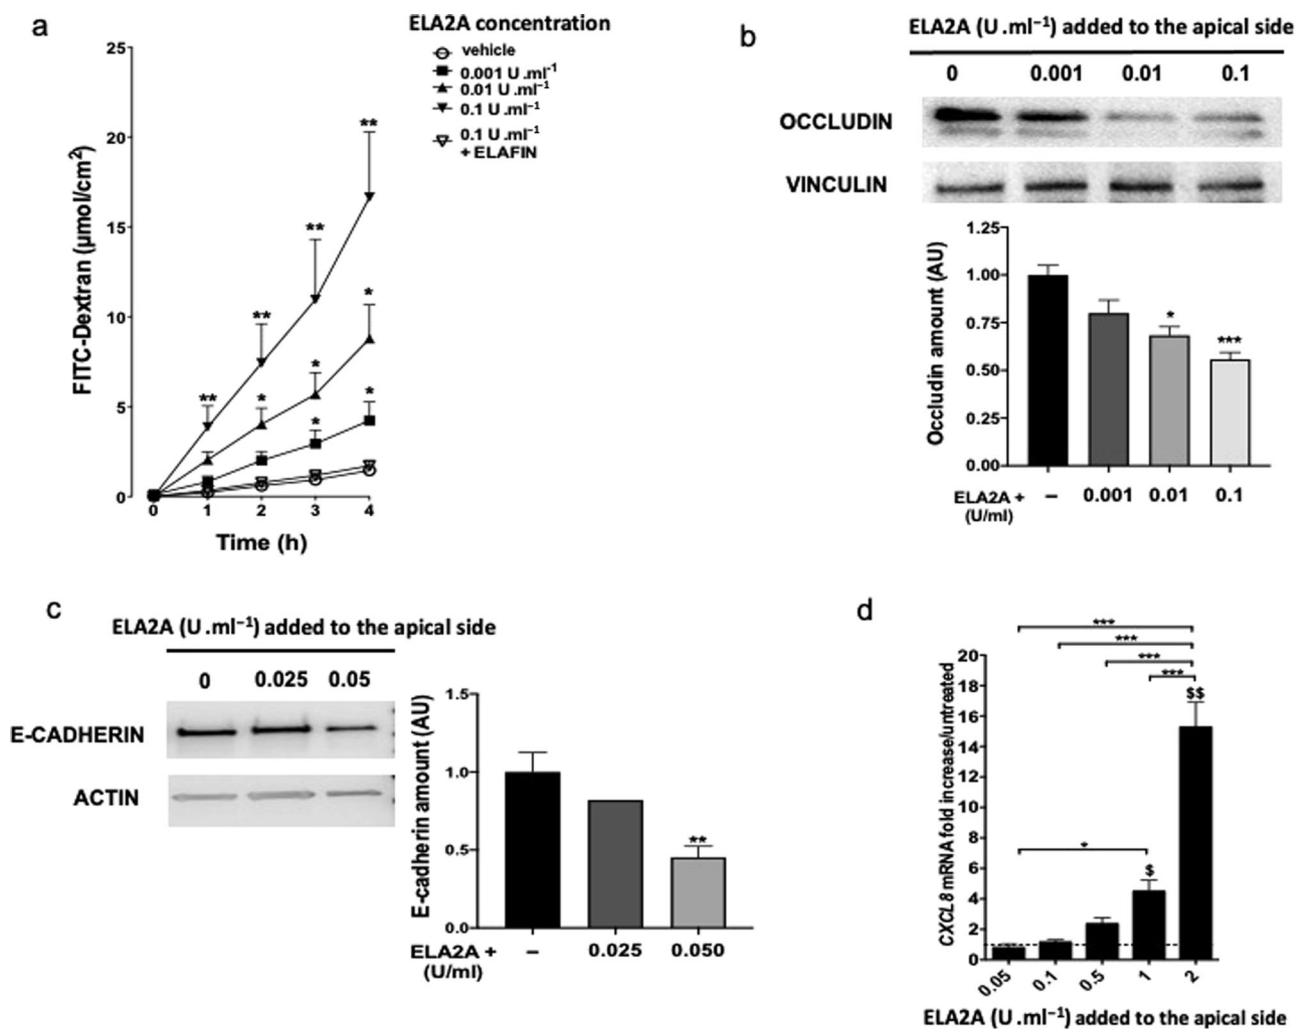 a
ELA2A concentration
vehicle
0.001 U .ml⁻¹
0.01 U .ml⁻¹
0.1 U .ml⁻¹
0.1 U .ml⁻¹
+ ELAFIN
25
20
15
10
5
0
FITC-Dextran (µmol/cm²)
** ** ** **
* * *
* *
0 1 2 3 4
Time (h)
b
ELA2A (U .ml⁻¹) added to the apical side
0 0.001 0.01 0.1
OCCLUDIN
VINCULIN
1.25
1.00
0.75
0.50
0.25
0.00
Occludin amount (AU)
* ***
ELA2A + – 0.001 0.01 0.1
(U/ml)
c
ELA2A (U .ml⁻¹) added to the apical side
0 0.025 0.05
E-CADHERIN
ACTIN
1.5
1.0
0.5
0.0
E-cadherin amount (AU)
**
ELA2A + – 0.025 0.050
(U/ml)
d
***
***
***
***
$$
*
$
20
18
16
14
12
10
8
6
4
2
0
CXCL8 mRNA fold increase/untreated
0.05 0.1 0.5 1 2
ELA2A (U .ml⁻¹) added to the apical side